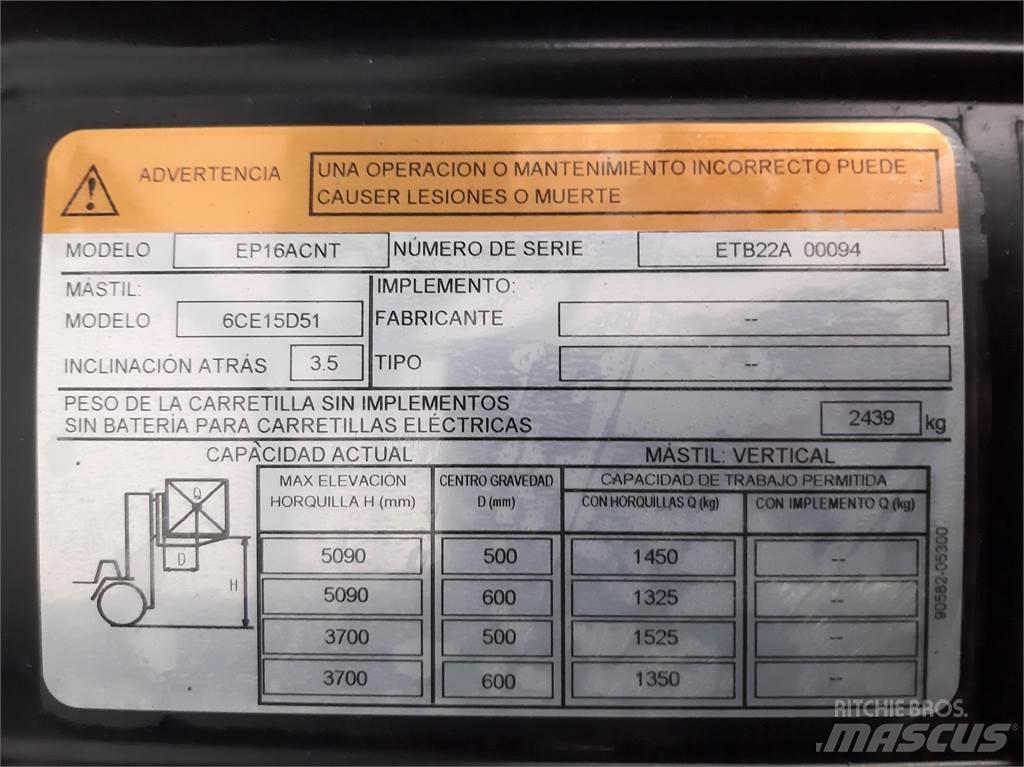 ADVERTENCIA
UNA OPERACION O MANTENIMIENTO INCORRECTO PUEDE
CAUSER LESIONES O MUERTE
MODELO EP16ACNT NÚMERO DE SERIE ETB22A 00094
MÁSTIL: IMPLEMENTO:
MODELO 6CE15D51 FABRICANTE --
INCLINACIÓN ATRÁS 3.5 TIPO --
PESO DE LA CARRETILLA SIN IMPLEMENTOS
SIN BATERÍA PARA CARRETILLAS ELÉCTRICAS 2439 kg
CAPACIDAD ACTUAL MÁSTIL: VERTICAL
MAX ELEVACIÓN CENTRO GRAVEDAD CAPACIDAD DE TRABAJO PERMITIDA
HORQUILLA H (mm) D (mm) CON HORQUILLAS Q (kg) CON IMPLEMENTO Q (kg)
5090 500 1450 --
5090 600 1325 --
3700 500 1525 --
3700 600 1350 --
Q
D
H
90582-05300
RITCHIE BROS.
MASCUS